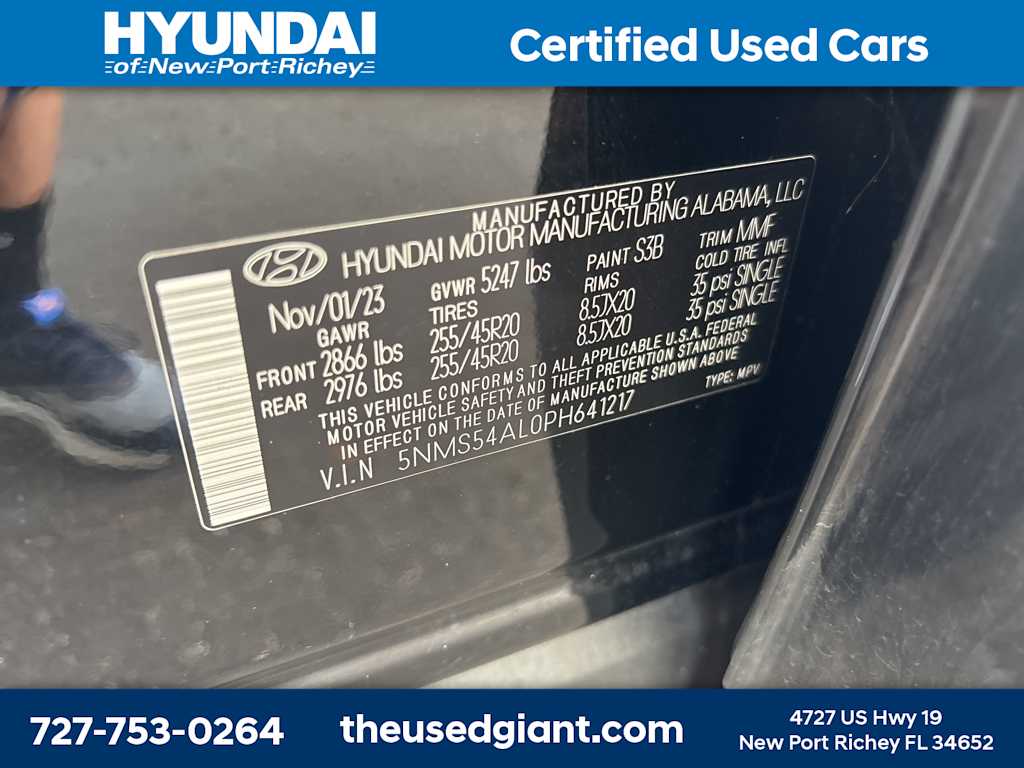 HYUNDAI
of New Port Richey
Certified Used Cars
MANUFACTURED BY
HYUNDAI MOTOR MANUFACTURING ALABAMA, LLC
Nov/01/23 GVWR 5247 lbs PAINT S3B TRIM MMF
GAWR TIRES RIMS COLD TIRE INFL
FRONT 2866 lbs 255/45R20 8.5JX20 35 psi SINGLE
REAR 2976 lbs 255/45R20 8.5JX20 35 psi SINGLE
THIS VEHICLE CONFORMS TO ALL APPLICABLE U.S.A. FEDERAL
MOTOR VEHICLE SAFETY AND THEFT PREVENTION STANDARDS
IN EFFECT ON THE DATE OF MANUFACTURE SHOWN ABOVE
V.I.N 5NMS54AL0PH641217 TYPE: MPV
727-753-0264
theusedgiant.com
4727 US Hwy 19
New Port Richey FL 34652